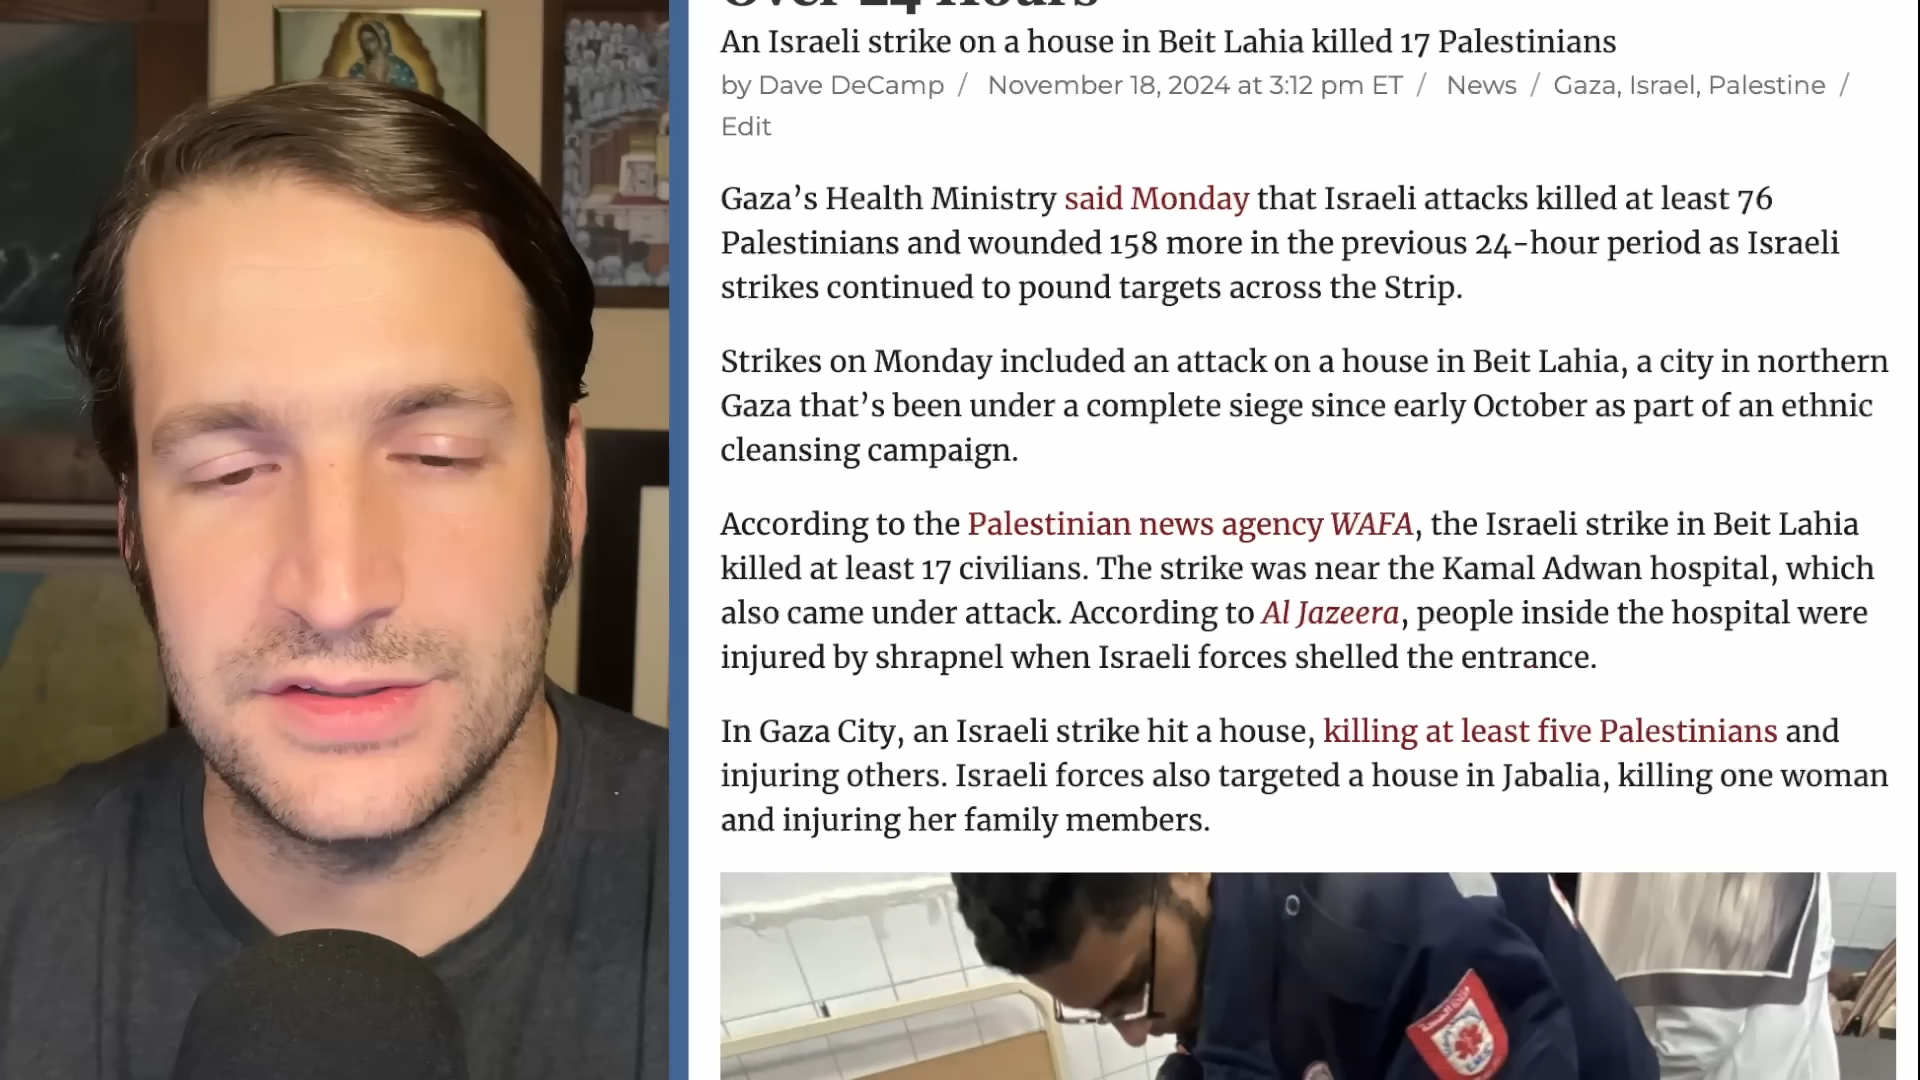 Over 24 Hours
An Israeli strike on a house in Beit Lahia killed 17 Palestinians
by Dave DeCamp / November 18, 2024 at 3:12 pm ET / News / Gaza, Israel, Palestine /
Edit
Gaza’s Health Ministry said Monday that Israeli attacks killed at least 76
Palestinians and wounded 158 more in the previous 24-hour period as Israeli
strikes continued to pound targets across the Strip.
Strikes on Monday included an attack on a house in Beit Lahia, a city in northern
Gaza that’s been under a complete siege since early October as part of an ethnic
cleansing campaign.
According to the Palestinian news agency WAFA, the Israeli strike in Beit Lahia
killed at least 17 civilians. The strike was near the Kamal Adwan hospital, which
also came under attack. According to Al Jazeera, people inside the hospital were
injured by shrapnel when Israeli forces shelled the entrance.
In Gaza City, an Israeli strike hit a house, killing at least five Palestinians and
injuring others. Israeli forces also targeted a house in Jabalia, killing one woman
and injuring her family members.